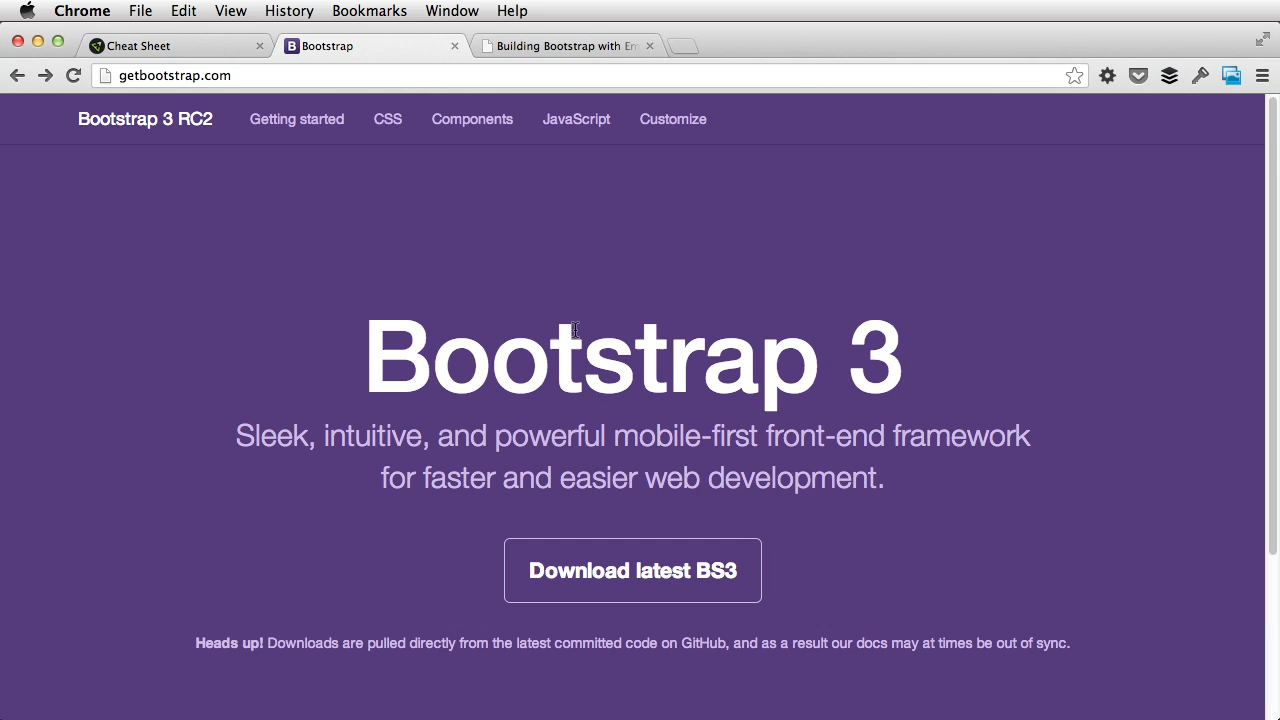 Chrome File Edit View History Bookmarks Window Help
Cheat Sheet
B Bootstrap
Building Bootstrap with Em
getbootstrap.com
Bootstrap 3 RC2 Getting started CSS Components JavaScript Customize
Bootstrap 3
Sleek, intuitive, and powerful mobile-first front-end framework
for faster and easier web development.
Download latest BS3
Heads up! Downloads are pulled directly from the latest committed code on GitHub, and as a result our docs may at times be out of sync.